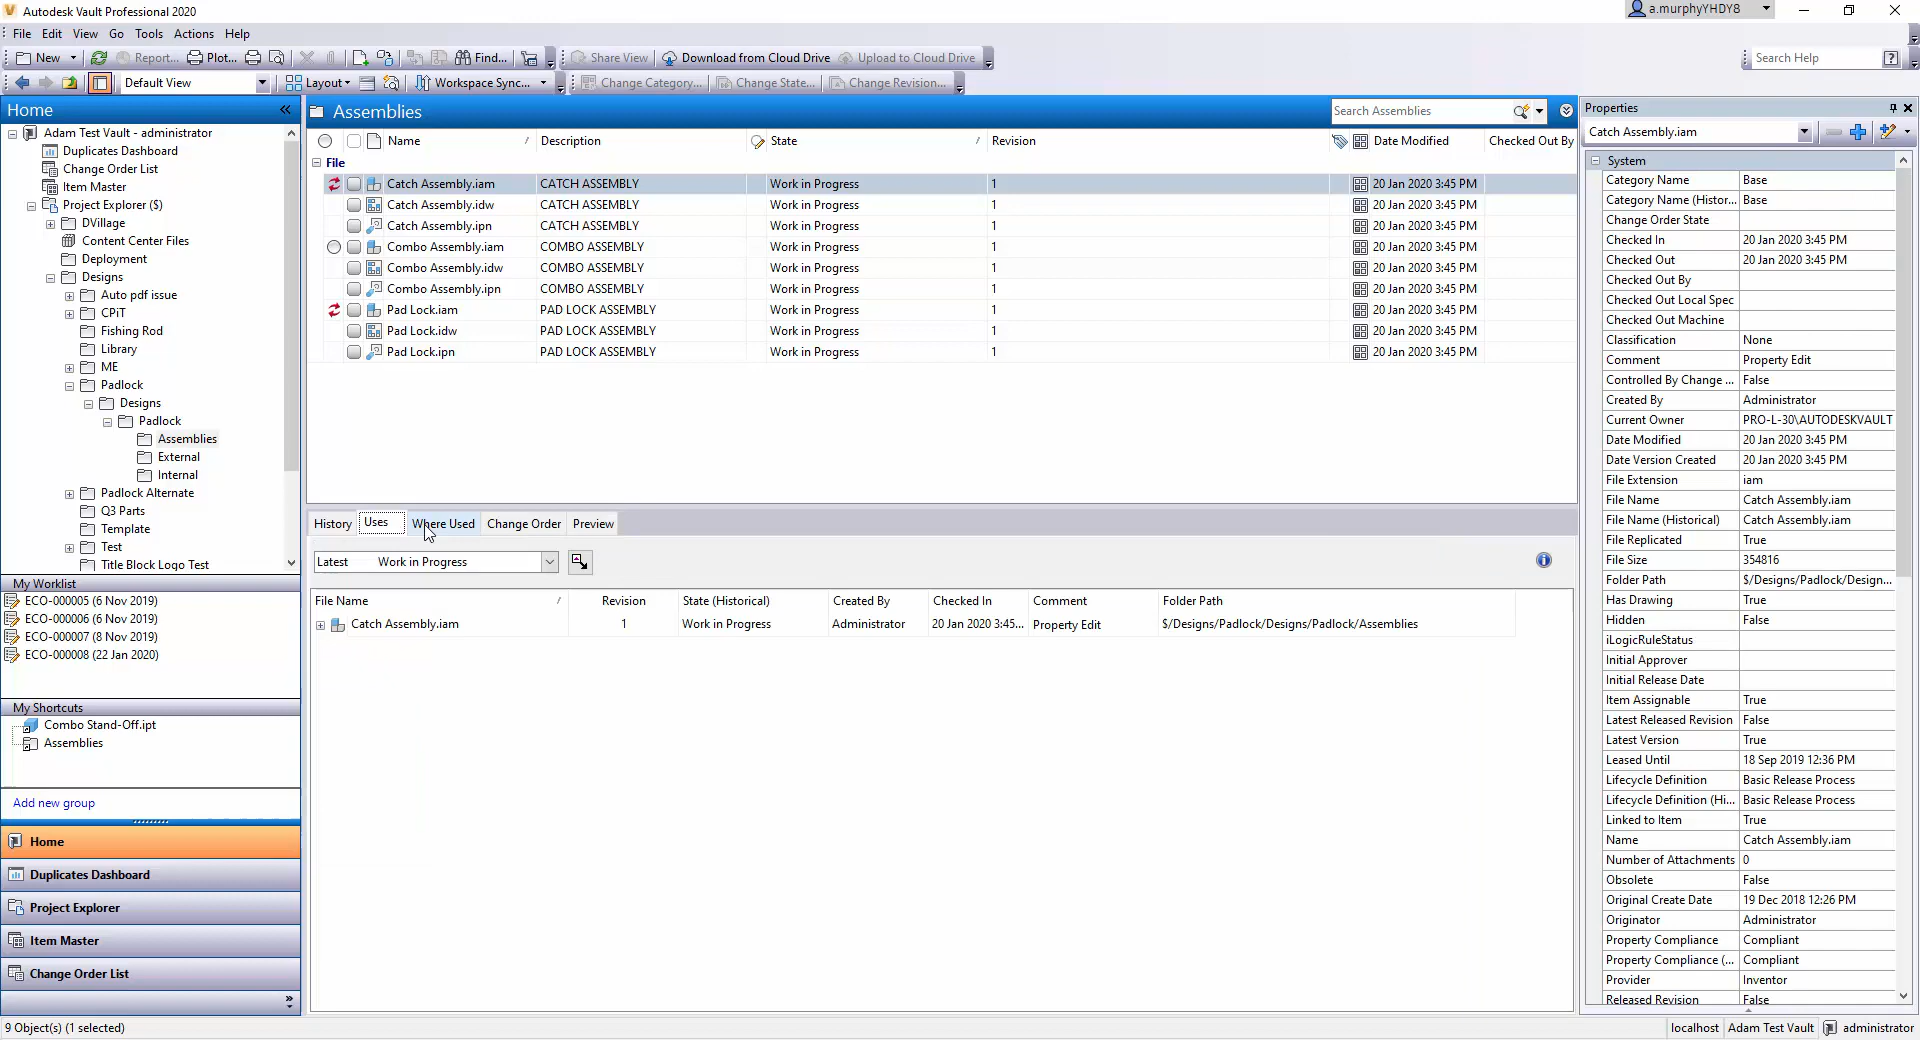 Autodesk Vault Professional 2020
a.murphyYHDY8
File Edit View Go Tools Actions Help
New Report... Plot... Find... Share View Download from Cloud Drive Upload to Cloud Drive Search Help
Default View Layout Workspace Sync... Change Category... Change State... Change Revision...
Home
Adam Test Vault - administrator
Duplicates Dashboard
Change Order List
Item Master
Project Explorer ($)
DVillage
Content Center Files
Deployment
Designs
Auto pdf issue
CPiT
Fishing Rod
Library
ME
Padlock
Designs
Padlock
Assemblies
External
Internal
Padlock Alternate
Q3 Parts
Template
Test
Title Block Logo Test
My Worklist
ECO-000005 (6 Nov 2019)
ECO-000006 (6 Nov 2019)
ECO-000007 (8 Nov 2019)
ECO-000008 (22 Jan 2020)
My Shortcuts
Combo Stand-Off.ipt
Assemblies
Add new group
Home
Duplicates Dashboard
Project Explorer
Item Master
Change Order List
Assemblies
Search Assemblies
Name Description State Revision Date Modified Checked Out By
File
Catch Assembly.iam CATCH ASSEMBLY Work in Progress 1 20 Jan 2020 3:45 PM
Catch Assembly.idw CATCH ASSEMBLY Work in Progress 1 20 Jan 2020 3:45 PM
Catch Assembly.ipn CATCH ASSEMBLY Work in Progress 1 20 Jan 2020 3:45 PM
Combo Assembly.iam COMBO ASSEMBLY Work in Progress 1 20 Jan 2020 3:45 PM
Combo Assembly.idw COMBO ASSEMBLY Work in Progress 1 20 Jan 2020 3:45 PM
Combo Assembly.ipn COMBO ASSEMBLY Work in Progress 1 20 Jan 2020 3:45 PM
Pad Lock.iam PAD LOCK ASSEMBLY Work in Progress 1 20 Jan 2020 3:45 PM
Pad Lock.idw PAD LOCK ASSEMBLY Work in Progress 1 20 Jan 2020 3:45 PM
Pad Lock.ipn PAD LOCK ASSEMBLY Work in Progress 1 20 Jan 2020 3:45 PM
History Uses Where Used Change Order Preview
Latest Work in Progress
File Name Revision State (Historical) Created By Checked In Comment Folder Path
Catch Assembly.iam 1 Work in Progress Administrator 20 Jan 2020 3:45... Property Edit $/Designs/Padlock/Designs/Padlock/Assemblies
Properties
Catch Assembly.iam
System
Category Name Base
Category Name (Histor... Base
Change Order State
Checked In 20 Jan 2020 3:45 PM
Checked Out 20 Jan 2020 3:45 PM
Checked Out By
Checked Out Local Spec
Checked Out Machine
Classification None
Comment Property Edit
Controlled By Change ... False
Created By Administrator
Current Owner PRO-L-30\AUTODESKVAULT
Date Modified 20 Jan 2020 3:45 PM
Date Version Created 20 Jan 2020 3:45 PM
File Extension iam
File Name Catch Assembly.iam
File Name (Historical) Catch Assembly.iam
File Replicated True
File Size 354816
Folder Path $/Designs/Padlock/Design...
Has Drawing True
Hidden False
iLogicRuleStatus
Initial Approver
Initial Release Date
Item Assignable True
Latest Released Revision False
Latest Version True
Leased Until 18 Sep 2019 12:36 PM
Lifecycle Definition Basic Release Process
Lifecycle Definition (Hi... Basic Release Process
Linked to Item True
Name Catch Assembly.iam
Number of Attachments 0
Obsolete False
Original Create Date 19 Dec 2018 12:26 PM
Originator Administrator
Property Compliance Compliant
Property Compliance (... Compliant
Provider Inventor
Released Revision False
9 Object(s) (1 selected)
localhost Adam Test Vault administrator